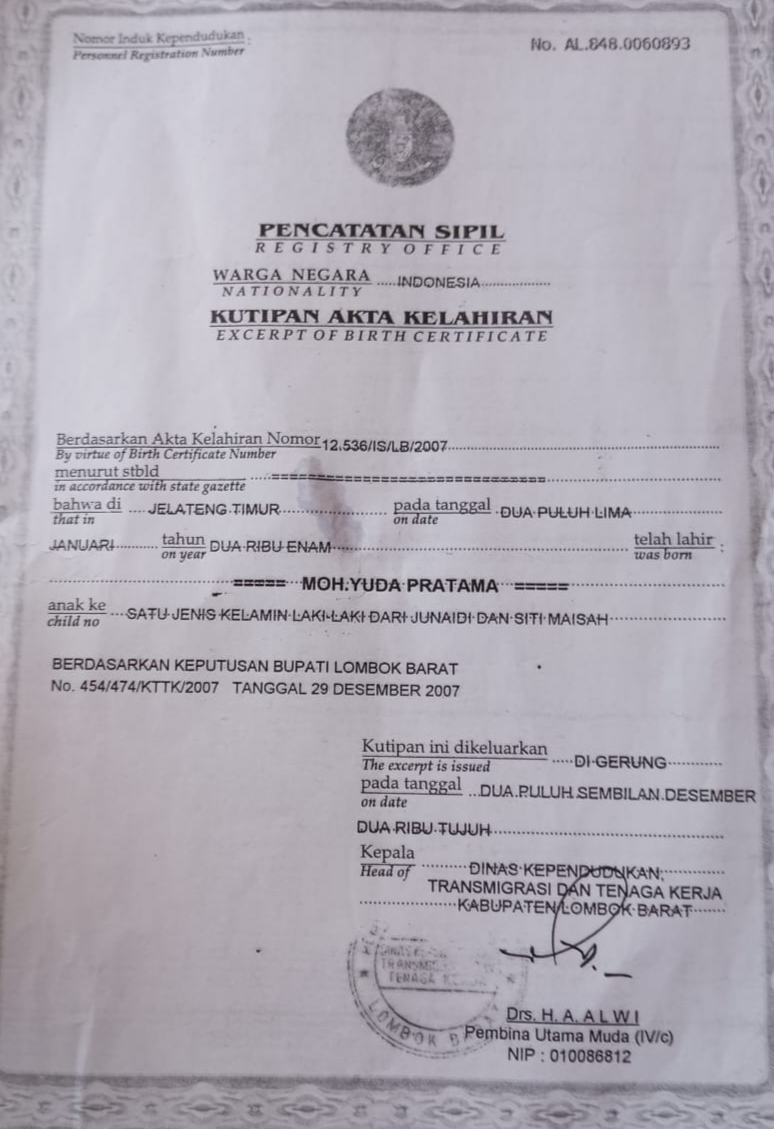 Nomor Induk Kependudukan :
Personnel Registration Number
No. AL.848.0060893
PENCATATAN SIPIL
REGISTRY OFFICE
WARGA NEGARA INDONESIA
NATIONALITY
KUTIPAN AKTA KELAHIRAN
EXCERPT OF BIRTH CERTIFICATE
Berdasarkan Akta Kelahiran Nomor 12.536/IS/LB/2007
By virtue of Birth Certificate Number
menurut stbld ==============================
in accordance with state gazette
bahwa di JELATENG TIMUR pada tanggal DUA PULUH LIMA
that in on date
JANUARI tahun DUA RIBU ENAM telah lahir :
on year was born
===== MOH.YUDA PRATAMA =====
anak ke SATU JENIS KELAMIN LAKI-LAKI DARI JUNAIDI DAN SITI MAISAH
child no
BERDASARKAN KEPUTUSAN BUPATI LOMBOK BARAT
No. 454/474/KTTK/2007 TANGGAL 29 DESEMBER 2007
Kutipan ini dikeluarkan DI GERUNG
The excerpt is issued
pada tanggal DUA PULUH SEMBILAN DESEMBER
on date
DUA RIBU TUJUH
Kepala DINAS KEPENDUDUKAN,
Head of
TRANSMIGRASI DAN TENAGA KERJA
KABUPATEN LOMBOK BARAT
TENAGA
LOMBOK
Drs. H. A. A L W I
Pembina Utama Muda (IV/c)
NIP : 010086812